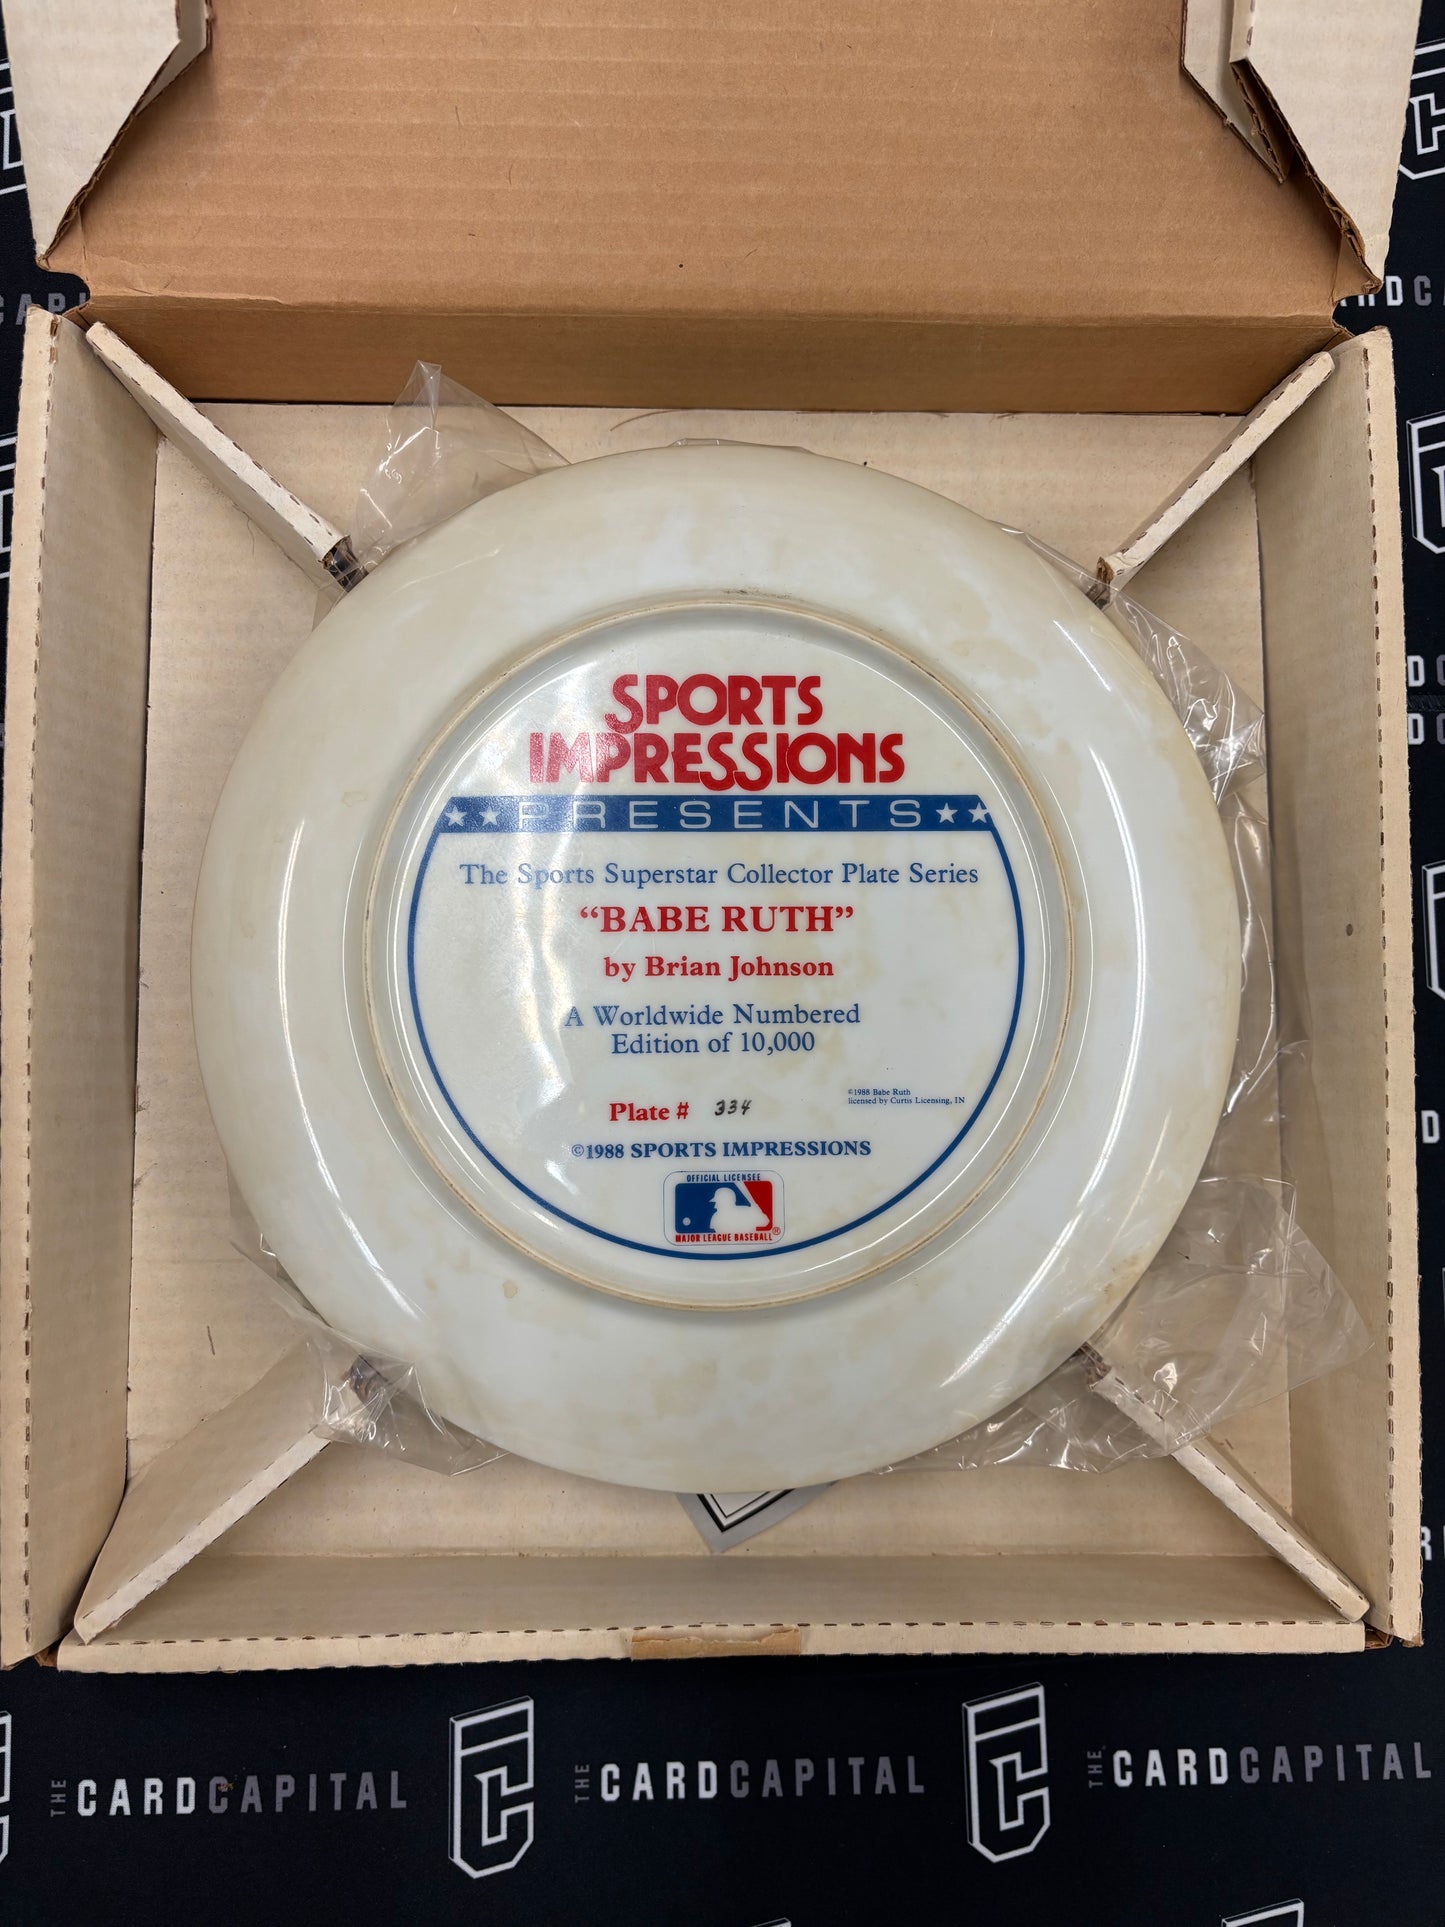 SPORTS
IMPRESSIONS
PRESENTS
The Sports Superstar Collector Plate Series
“BABE RUTH”
by Brian Johnson
A Worldwide Numbered
Edition of 10,000
©1988 Babe Ruth
licensed by Curtis Licensing, IN
Plate # 334
©1988 SPORTS IMPRESSIONS
OFFICIAL LICENSEE
MAJOR LEAGUE BASEBALL®
THE CARDCAPITAL
THE CARDCAPITAL
THE CARDCAPITAL